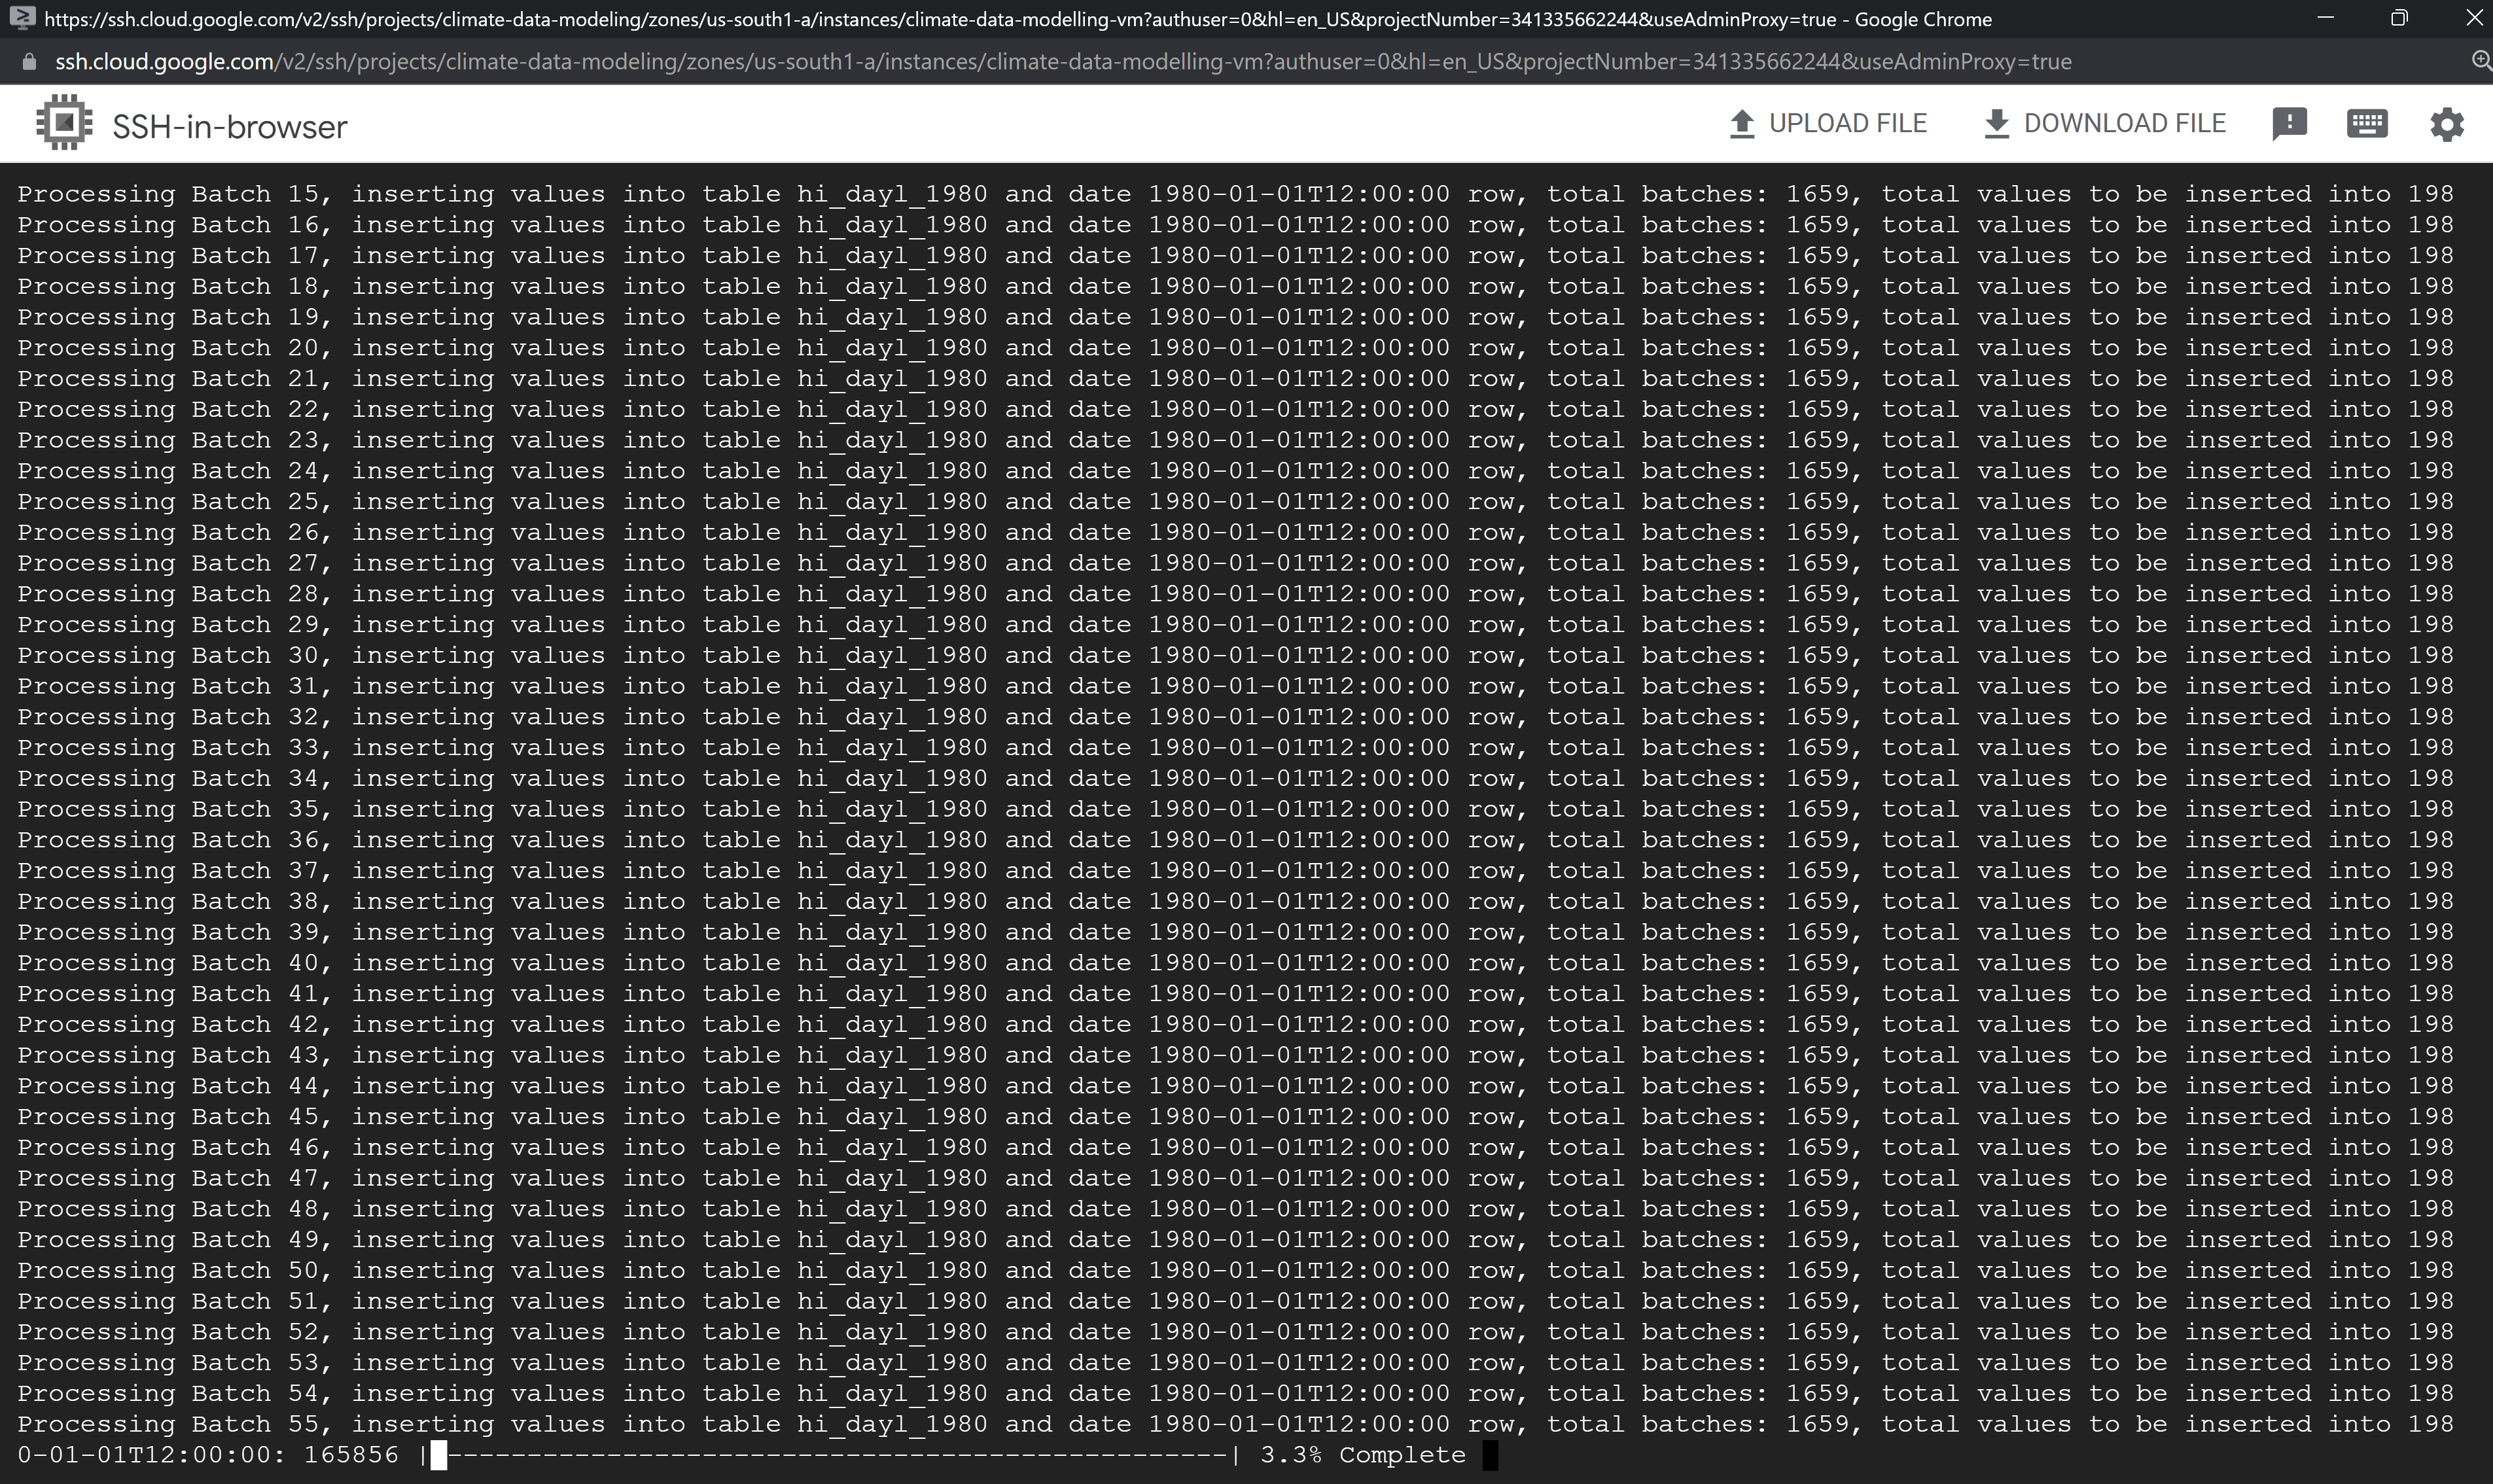 https://ssh.cloud.google.com/v2/ssh/projects/climate-data-modeling/zones/us-south1-a/instances/climate-data-modelling-vm?authuser=0&hl=en_US&projectNumber=341335662244&useAdminProxy=true - Google Chrome
ssh.cloud.google.com/v2/ssh/projects/climate-data-modeling/zones/us-south1-a/instances/climate-data-modelling-vm?authuser=0&hl=en_US&projectNumber=341335662244&useAdminProxy=true
SSH-in-browser UPLOAD FILE DOWNLOAD FILE
Processing Batch 15, inserting values into table hi_dayl_1980 and date 1980-01-01T12:00:00 row, total batches: 1659, total values to be inserted into 198
Processing Batch 16, inserting values into table hi_dayl_1980 and date 1980-01-01T12:00:00 row, total batches: 1659, total values to be inserted into 198
Processing Batch 17, inserting values into table hi_dayl_1980 and date 1980-01-01T12:00:00 row, total batches: 1659, total values to be inserted into 198
Processing Batch 18, inserting values into table hi_dayl_1980 and date 1980-01-01T12:00:00 row, total batches: 1659, total values to be inserted into 198
Processing Batch 19, inserting values into table hi_dayl_1980 and date 1980-01-01T12:00:00 row, total batches: 1659, total values to be inserted into 198
Processing Batch 20, inserting values into table hi_dayl_1980 and date 1980-01-01T12:00:00 row, total batches: 1659, total values to be inserted into 198
Processing Batch 21, inserting values into table hi_dayl_1980 and date 1980-01-01T12:00:00 row, total batches: 1659, total values to be inserted into 198
Processing Batch 22, inserting values into table hi_dayl_1980 and date 1980-01-01T12:00:00 row, total batches: 1659, total values to be inserted into 198
Processing Batch 23, inserting values into table hi_dayl_1980 and date 1980-01-01T12:00:00 row, total batches: 1659, total values to be inserted into 198
Processing Batch 24, inserting values into table hi_dayl_1980 and date 1980-01-01T12:00:00 row, total batches: 1659, total values to be inserted into 198
Processing Batch 25, inserting values into table hi_dayl_1980 and date 1980-01-01T12:00:00 row, total batches: 1659, total values to be inserted into 198
Processing Batch 26, inserting values into table hi_dayl_1980 and date 1980-01-01T12:00:00 row, total batches: 1659, total values to be inserted into 198
Processing Batch 27, inserting values into table hi_dayl_1980 and date 1980-01-01T12:00:00 row, total batches: 1659, total values to be inserted into 198
Processing Batch 28, inserting values into table hi_dayl_1980 and date 1980-01-01T12:00:00 row, total batches: 1659, total values to be inserted into 198
Processing Batch 29, inserting values into table hi_dayl_1980 and date 1980-01-01T12:00:00 row, total batches: 1659, total values to be inserted into 198
Processing Batch 30, inserting values into table hi_dayl_1980 and date 1980-01-01T12:00:00 row, total batches: 1659, total values to be inserted into 198
Processing Batch 31, inserting values into table hi_dayl_1980 and date 1980-01-01T12:00:00 row, total batches: 1659, total values to be inserted into 198
Processing Batch 32, inserting values into table hi_dayl_1980 and date 1980-01-01T12:00:00 row, total batches: 1659, total values to be inserted into 198
Processing Batch 33, inserting values into table hi_dayl_1980 and date 1980-01-01T12:00:00 row, total batches: 1659, total values to be inserted into 198
Processing Batch 34, inserting values into table hi_dayl_1980 and date 1980-01-01T12:00:00 row, total batches: 1659, total values to be inserted into 198
Processing Batch 35, inserting values into table hi_dayl_1980 and date 1980-01-01T12:00:00 row, total batches: 1659, total values to be inserted into 198
Processing Batch 36, inserting values into table hi_dayl_1980 and date 1980-01-01T12:00:00 row, total batches: 1659, total values to be inserted into 198
Processing Batch 37, inserting values into table hi_dayl_1980 and date 1980-01-01T12:00:00 row, total batches: 1659, total values to be inserted into 198
Processing Batch 38, inserting values into table hi_dayl_1980 and date 1980-01-01T12:00:00 row, total batches: 1659, total values to be inserted into 198
Processing Batch 39, inserting values into table hi_dayl_1980 and date 1980-01-01T12:00:00 row, total batches: 1659, total values to be inserted into 198
Processing Batch 40, inserting values into table hi_dayl_1980 and date 1980-01-01T12:00:00 row, total batches: 1659, total values to be inserted into 198
Processing Batch 41, inserting values into table hi_dayl_1980 and date 1980-01-01T12:00:00 row, total batches: 1659, total values to be inserted into 198
Processing Batch 42, inserting values into table hi_dayl_1980 and date 1980-01-01T12:00:00 row, total batches: 1659, total values to be inserted into 198
Processing Batch 43, inserting values into table hi_dayl_1980 and date 1980-01-01T12:00:00 row, total batches: 1659, total values to be inserted into 198
Processing Batch 44, inserting values into table hi_dayl_1980 and date 1980-01-01T12:00:00 row, total batches: 1659, total values to be inserted into 198
Processing Batch 45, inserting values into table hi_dayl_1980 and date 1980-01-01T12:00:00 row, total batches: 1659, total values to be inserted into 198
Processing Batch 46, inserting values into table hi_dayl_1980 and date 1980-01-01T12:00:00 row, total batches: 1659, total values to be inserted into 198
Processing Batch 47, inserting values into table hi_dayl_1980 and date 1980-01-01T12:00:00 row, total batches: 1659, total values to be inserted into 198
Processing Batch 48, inserting values into table hi_dayl_1980 and date 1980-01-01T12:00:00 row, total batches: 1659, total values to be inserted into 198
Processing Batch 49, inserting values into table hi_dayl_1980 and date 1980-01-01T12:00:00 row, total batches: 1659, total values to be inserted into 198
Processing Batch 50, inserting values into table hi_dayl_1980 and date 1980-01-01T12:00:00 row, total batches: 1659, total values to be inserted into 198
Processing Batch 51, inserting values into table hi_dayl_1980 and date 1980-01-01T12:00:00 row, total batches: 1659, total values to be inserted into 198
Processing Batch 52, inserting values into table hi_dayl_1980 and date 1980-01-01T12:00:00 row, total batches: 1659, total values to be inserted into 198
Processing Batch 53, inserting values into table hi_dayl_1980 and date 1980-01-01T12:00:00 row, total batches: 1659, total values to be inserted into 198
Processing Batch 54, inserting values into table hi_dayl_1980 and date 1980-01-01T12:00:00 row, total batches: 1659, total values to be inserted into 198
Processing Batch 55, inserting values into table hi_dayl_1980 and date 1980-01-01T12:00:00 row, total batches: 1659, total values to be inserted into 198
0-01-01T12:00:00: 165856 |█-------------------------------------------------| 3.3% Complete